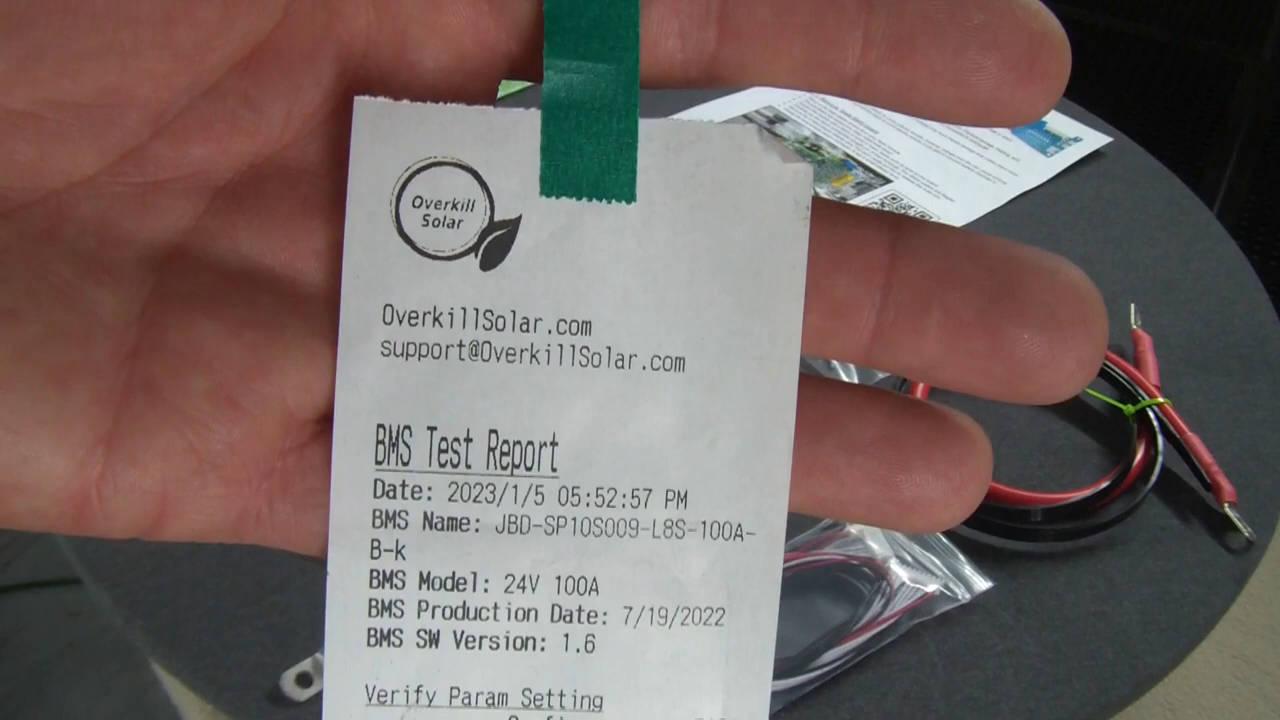 Overkill
Solar
OverkillSolar.com
support@OverkillSolar.com
BMS Test Report
Date: 2023/1/5 05:52:57 PM
BMS Name: JBD-SP10S009-L8S-100A-
B-k
BMS Model: 24V 100A
BMS Production Date: 7/19/2022
BMS SW Version: 1.6
Verify Param Setting